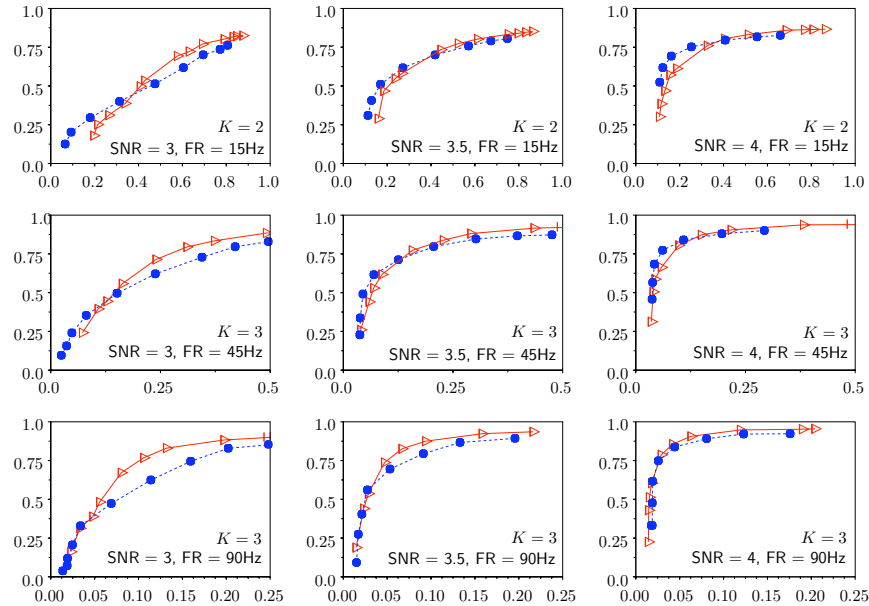 1.0 1.0 1.0
0.75 0.75 0.75
0.5 0.5 0.5
0.25 K = 2 0.25 K = 2 0.25 K = 2
SNR = 3, FR = 15Hz SNR = 3.5, FR = 15Hz SNR = 4, FR = 15Hz
0.0 0.0 0.0
0.0 0.2 0.4 0.6 0.8 1.0 0.0 0.2 0.4 0.6 0.8 1.0 0.0 0.2 0.4 0.6 0.8 1.0
1.0 1.0 1.0
0.75 0.75 0.75
0.5 0.5 0.5
0.25 K = 3 0.25 K = 3 0.25 K = 3
SNR = 3, FR = 45Hz SNR = 3.5, FR = 45Hz SNR = 4, FR = 45Hz
0.0 0.0 0.0
0.0 0.25 0.5 0.0 0.25 0.5 0.0 0.25 0.5
1.0 1.0 1.0
0.75 0.75 0.75
0.5 0.5 0.5
0.25 K = 3 0.25 K = 3 0.25 K = 3
SNR = 3, FR = 90Hz SNR = 3.5, FR = 90Hz SNR = 4, FR = 90Hz
0.0 0.0 0.0
0.00 0.05 0.10 0.15 0.20 0.25 0.00 0.05 0.10 0.15 0.20 0.25 0.00 0.05 0.10 0.15 0.20 0.25